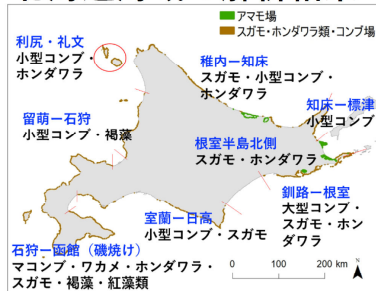 アマモ場
スガモ・ホンダワラ類・コンブ場
利尻・礼文
小型コンブ・
ホンダワラ
稚内ー知床
スガモ・小型コンブ・
ホンダワラ
留萌ー石狩
小型コンブ・褐藻
知床ー標津
小型コン
根室半島北側
スガモ・ホンダワラ
釧路ー根室
大型コンブ・
スガモ・ホン
ダワラ
室蘭ー日高
小型コンブ・スガモ
石狩ー函館（磯焼け）
マコンブ・ワカメ・ホンダワラ・
スガモ・褐藻・紅藻類
0 100 200 km